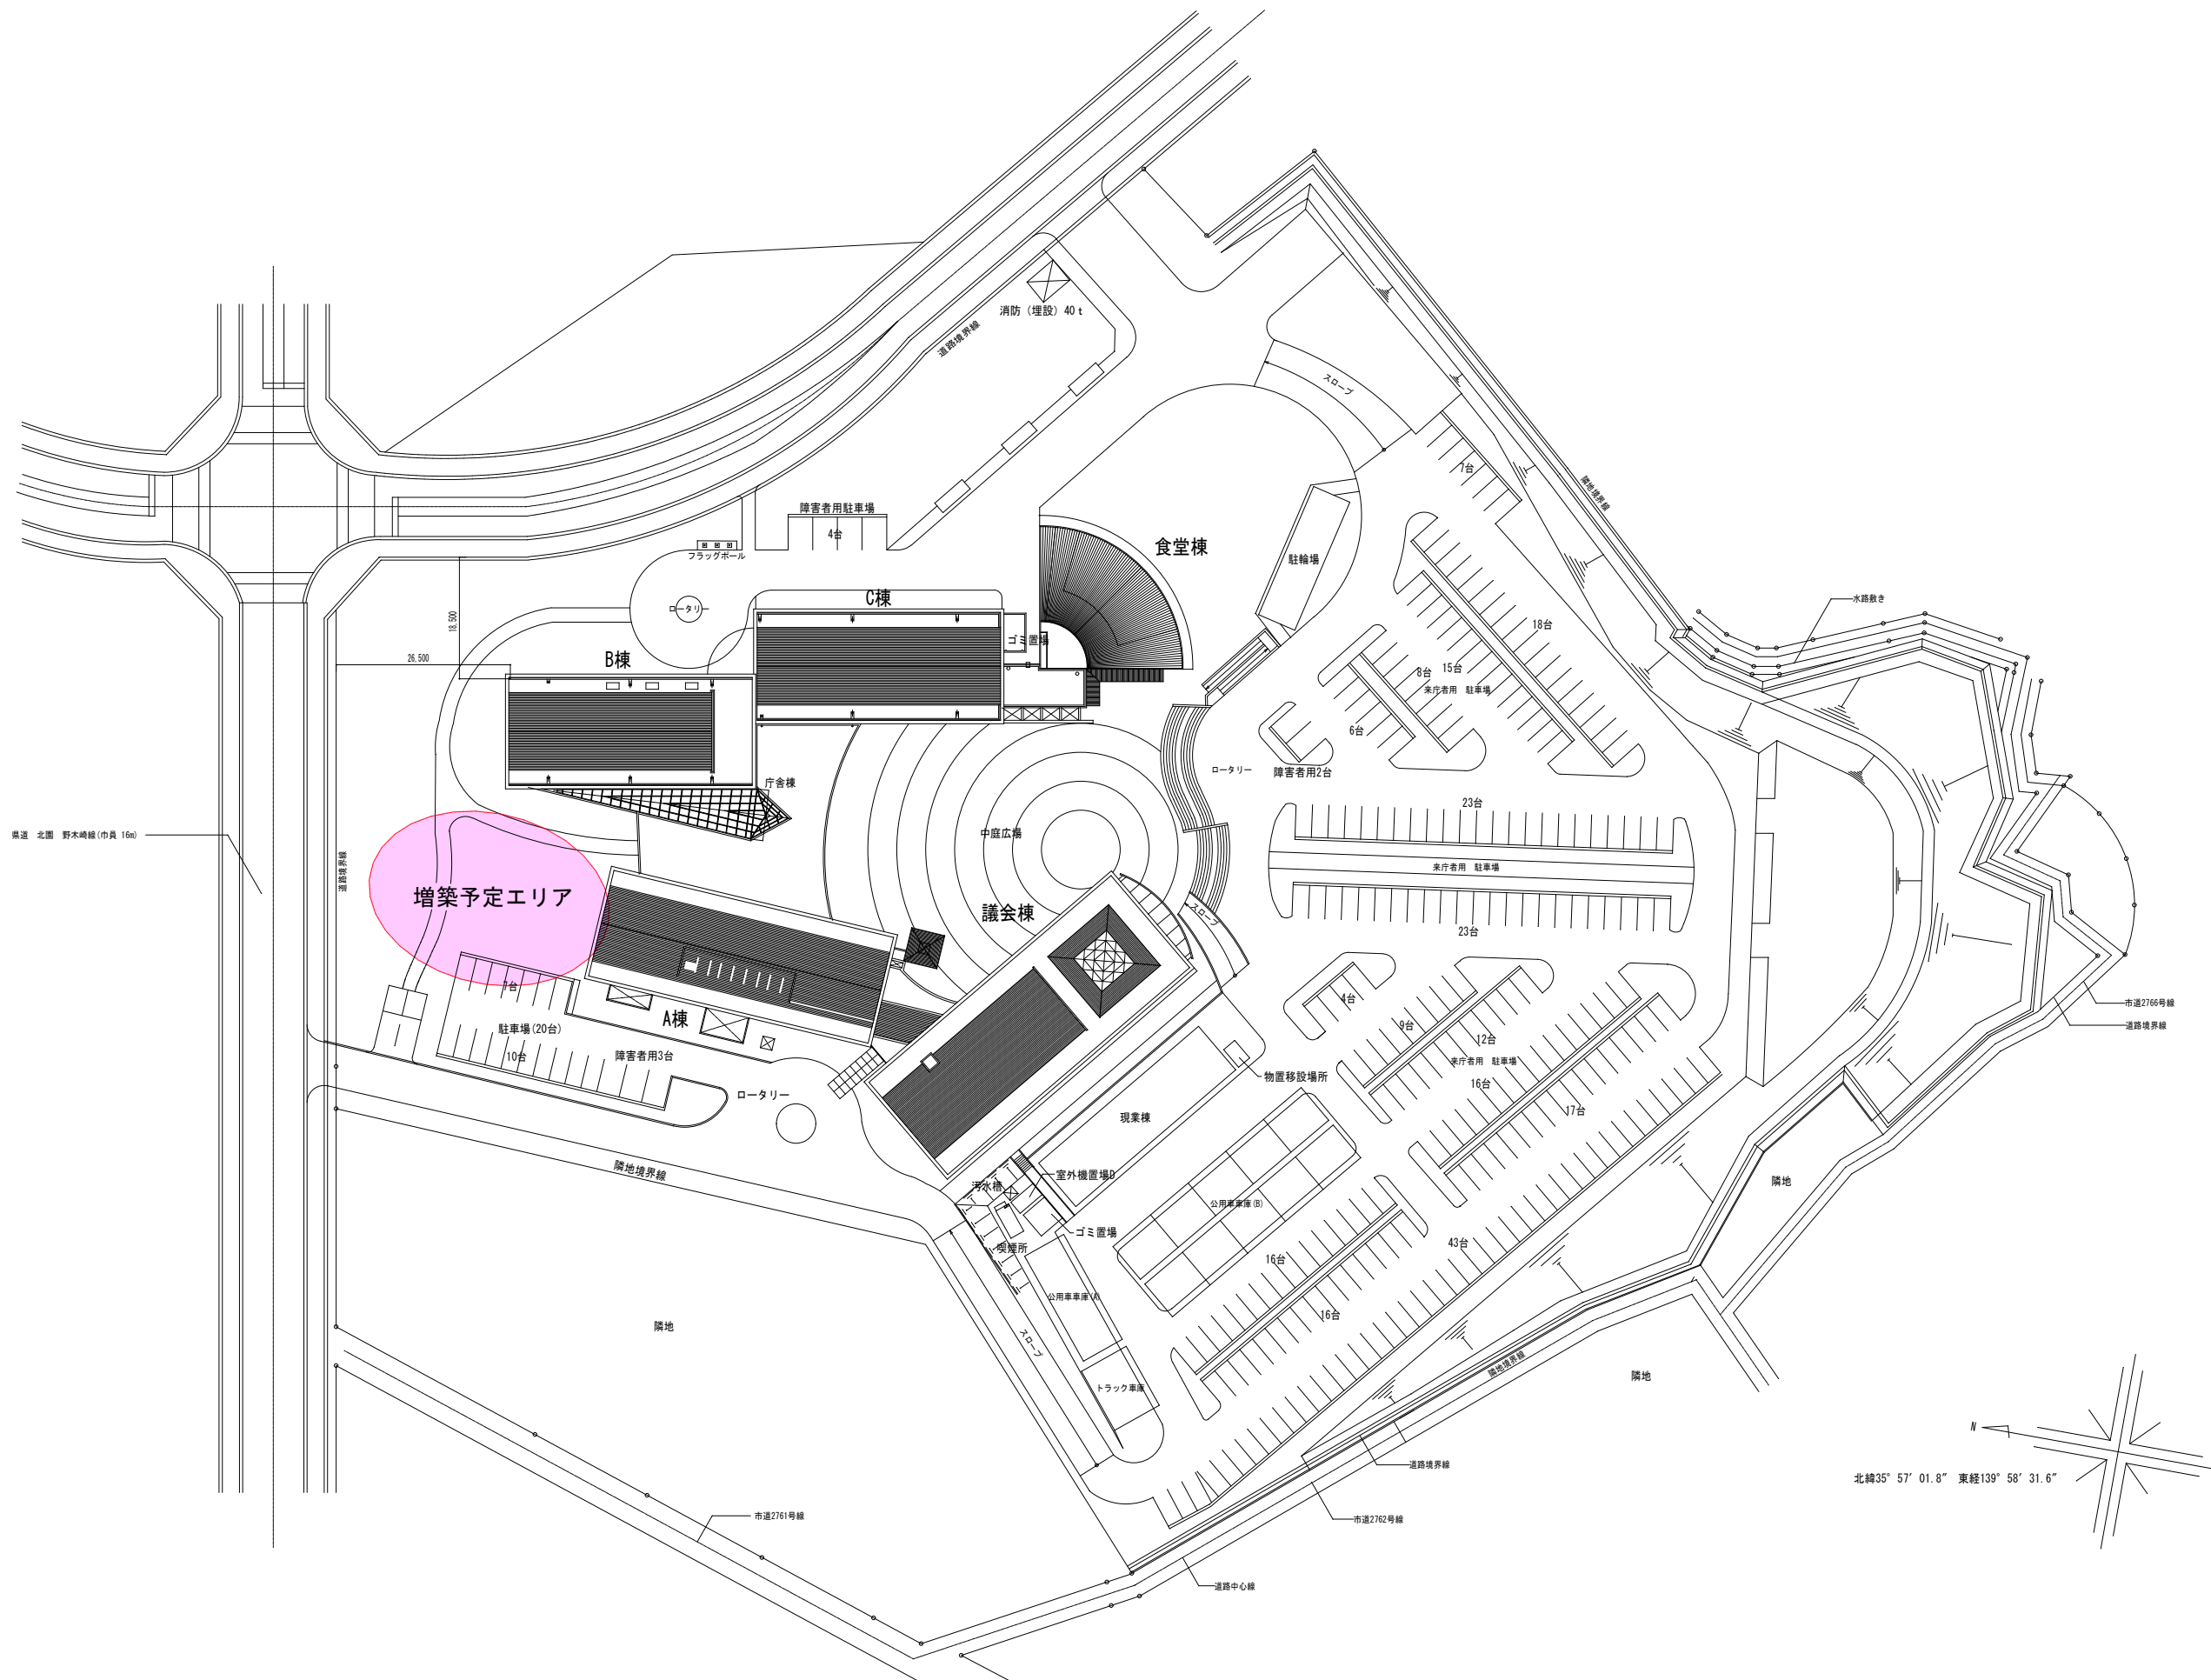 消防（埋設）40ｔ
道路境界線
スロープ
7台
隣地境界線
障害者用駐車場
4台
フラッグポール
食堂棟
駐輪場
C棟
ロータリー
水路敷き
18.500
ゴミ置場
18台
26.500
B棟
15台
8台
来庁者用　駐車場
6台
ロータリー
障害者用2台
庁舎棟
23台
県道　北園　野木崎線(巾員 16m)
中庭広場
道路境界線
来庁者用　駐車場
増築予定エリア
議会棟
スロープ
23台
7台
4台
市道2766号線
A棟
9台
道路境界線
駐車場(20台)
12台
10台
障害者用3台
来庁者用　駐車場
物置移設場所
16台
ロータリー
現業棟
17台
隣地境界線
室外機置場D
汚水槽
隣地
公用車車庫(B)
ゴミ置場
喫煙所
43台
16台
公用車車庫(A)
16台
隣地
スロープ
隣地境界線
隣地
トラック車庫
N
道路境界線
北緯35° 57′ 01.8″　東経139° 58′ 31.6″
市道2761号線
市道2762号線
道路中心線